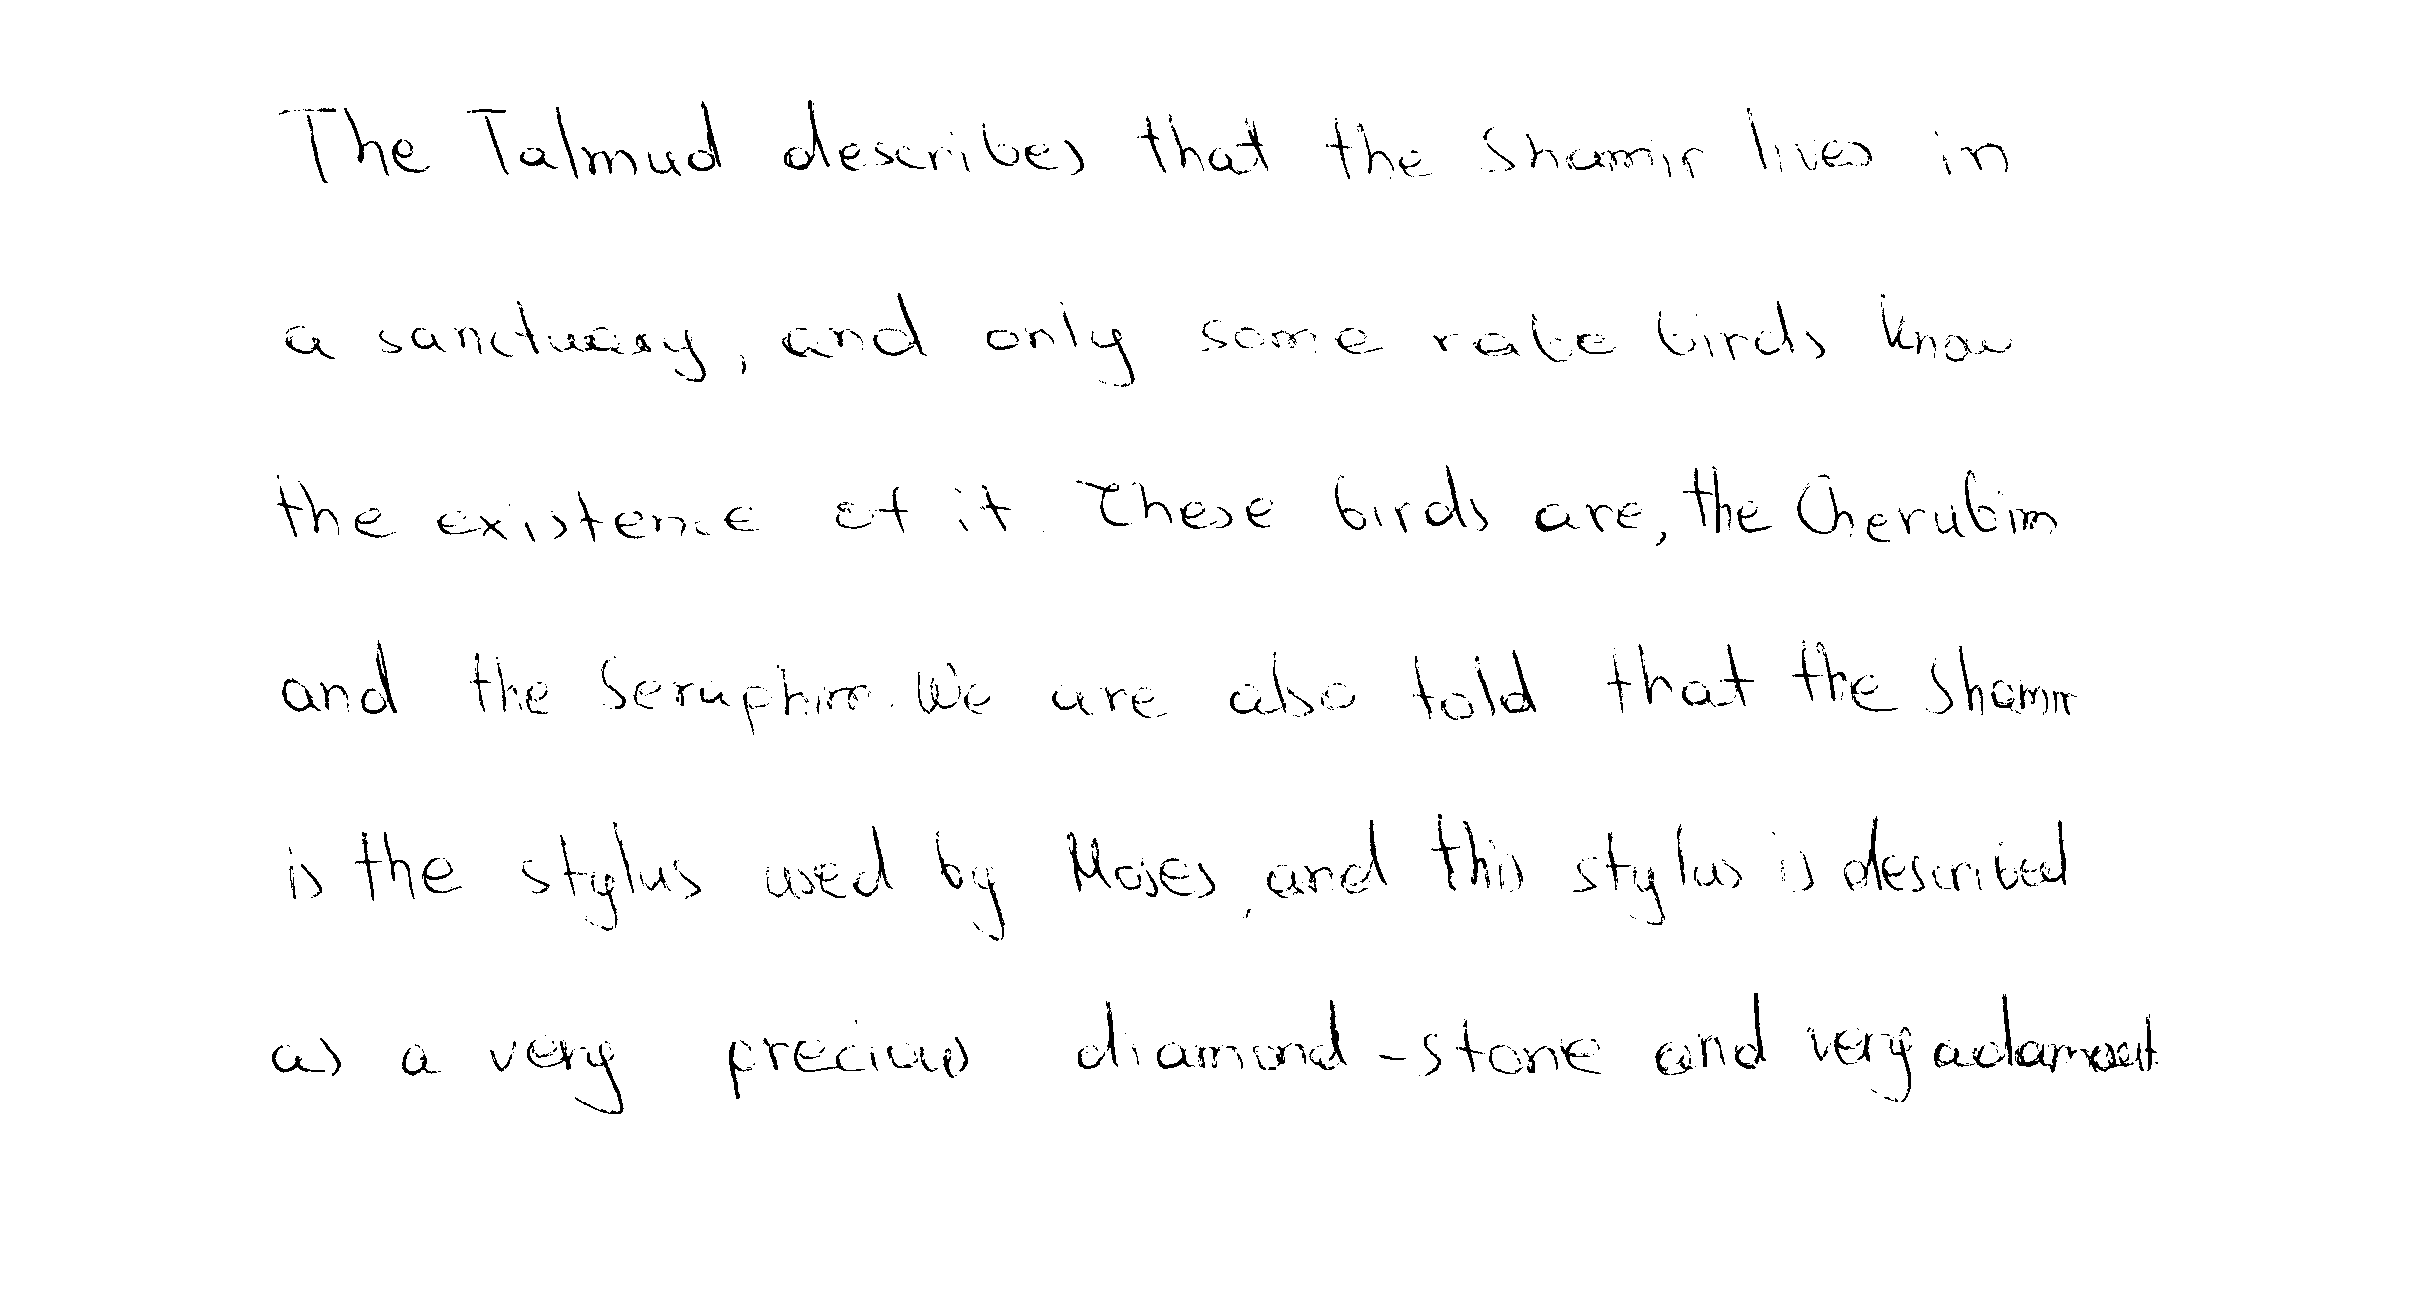 The Talmud describes that the Shamir lives in
a sanctuary, and only some rare birds know
the existence of it. These birds are, the Cherubim
and the Seraphim. We are also told that the Shamir
is the stylus used by Moses, and this stylus is described
as a very precious diamond-stone and very adamant